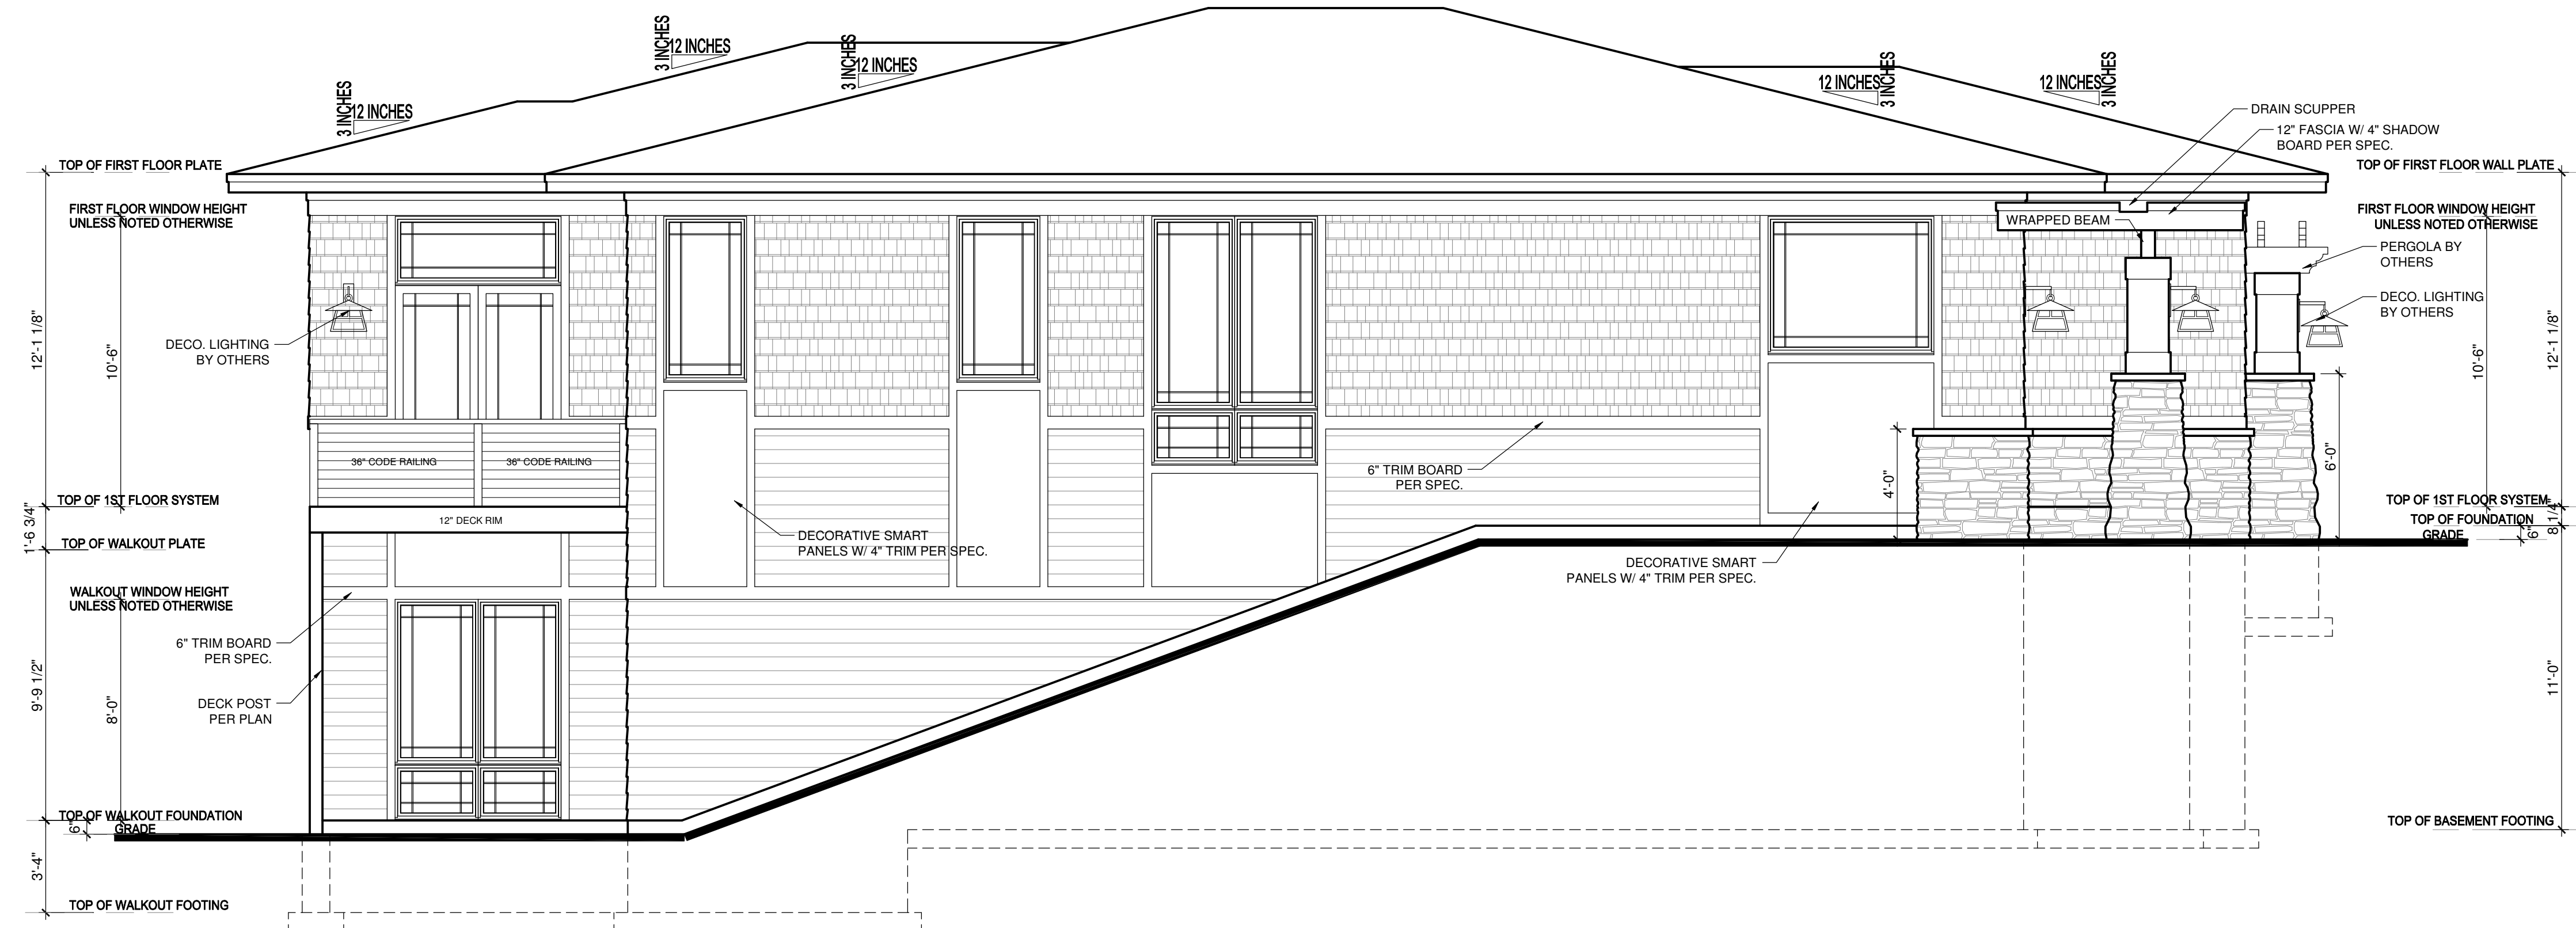 3 INCHES
12 INCHES
3 INCHES
12 INCHES
3 INCHES
12 INCHES
12 INCHES
3 INCHES
12 INCHES
3 INCHES
DRAIN SCUPPER
12" FASCIA W/ 4" SHADOW
BOARD PER SPEC.
TOP OF FIRST FLOOR PLATE
TOP OF FIRST FLOOR WALL PLATE
FIRST FLOOR WINDOW HEIGHT
UNLESS NOTED OTHERWISE
WRAPPED BEAM
FIRST FLOOR WINDOW HEIGHT
UNLESS NOTED OTHERWISE
PERGOLA BY
OTHERS
DECO. LIGHTING
BY OTHERS
DECO. LIGHTING
BY OTHERS
12'-1 1/8"
10'-6"
10'-6"
12'-1 1/8"
36" CODE RAILING
36" CODE RAILING
6" TRIM BOARD
PER SPEC.
4'-0"
6'-0"
TOP OF 1ST FLOOR SYSTEM
12" DECK RIM
1'-6 3/4"
TOP OF WALKOUT PLATE
DECORATIVE SMART
PANELS W/ 4" TRIM PER SPEC.
DECORATIVE SMART
PANELS W/ 4" TRIM PER SPEC.
TOP OF 1ST FLOOR SYSTEM
TOP OF FOUNDATION
GRADE
6"
8 1/4"
WALKOUT WINDOW HEIGHT
UNLESS NOTED OTHERWISE
6" TRIM BOARD
PER SPEC.
DECK POST
PER PLAN
9'-9 1/2"
8'-0"
11'-0"
TOP OF WALKOUT FOUNDATION
GRADE
6"
TOP OF BASEMENT FOOTING
3'-4"
TOP OF WALKOUT FOOTING